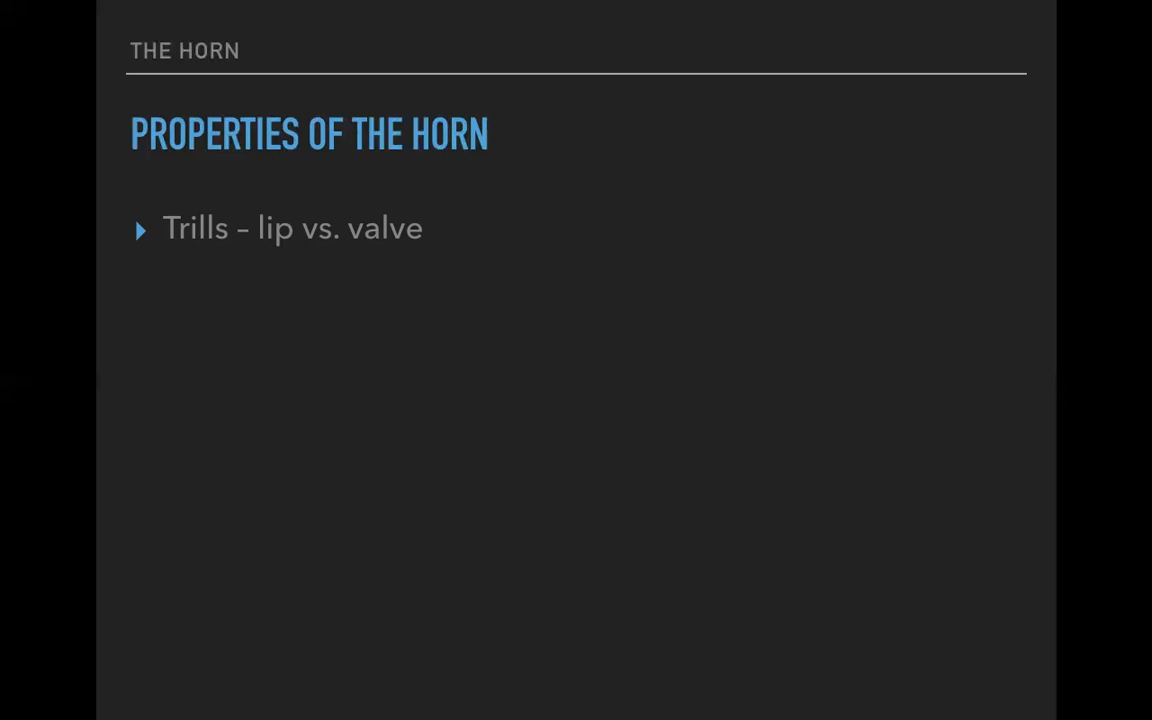 THE HORN
PROPERTIES OF THE HORN
Trills – lip vs. valve